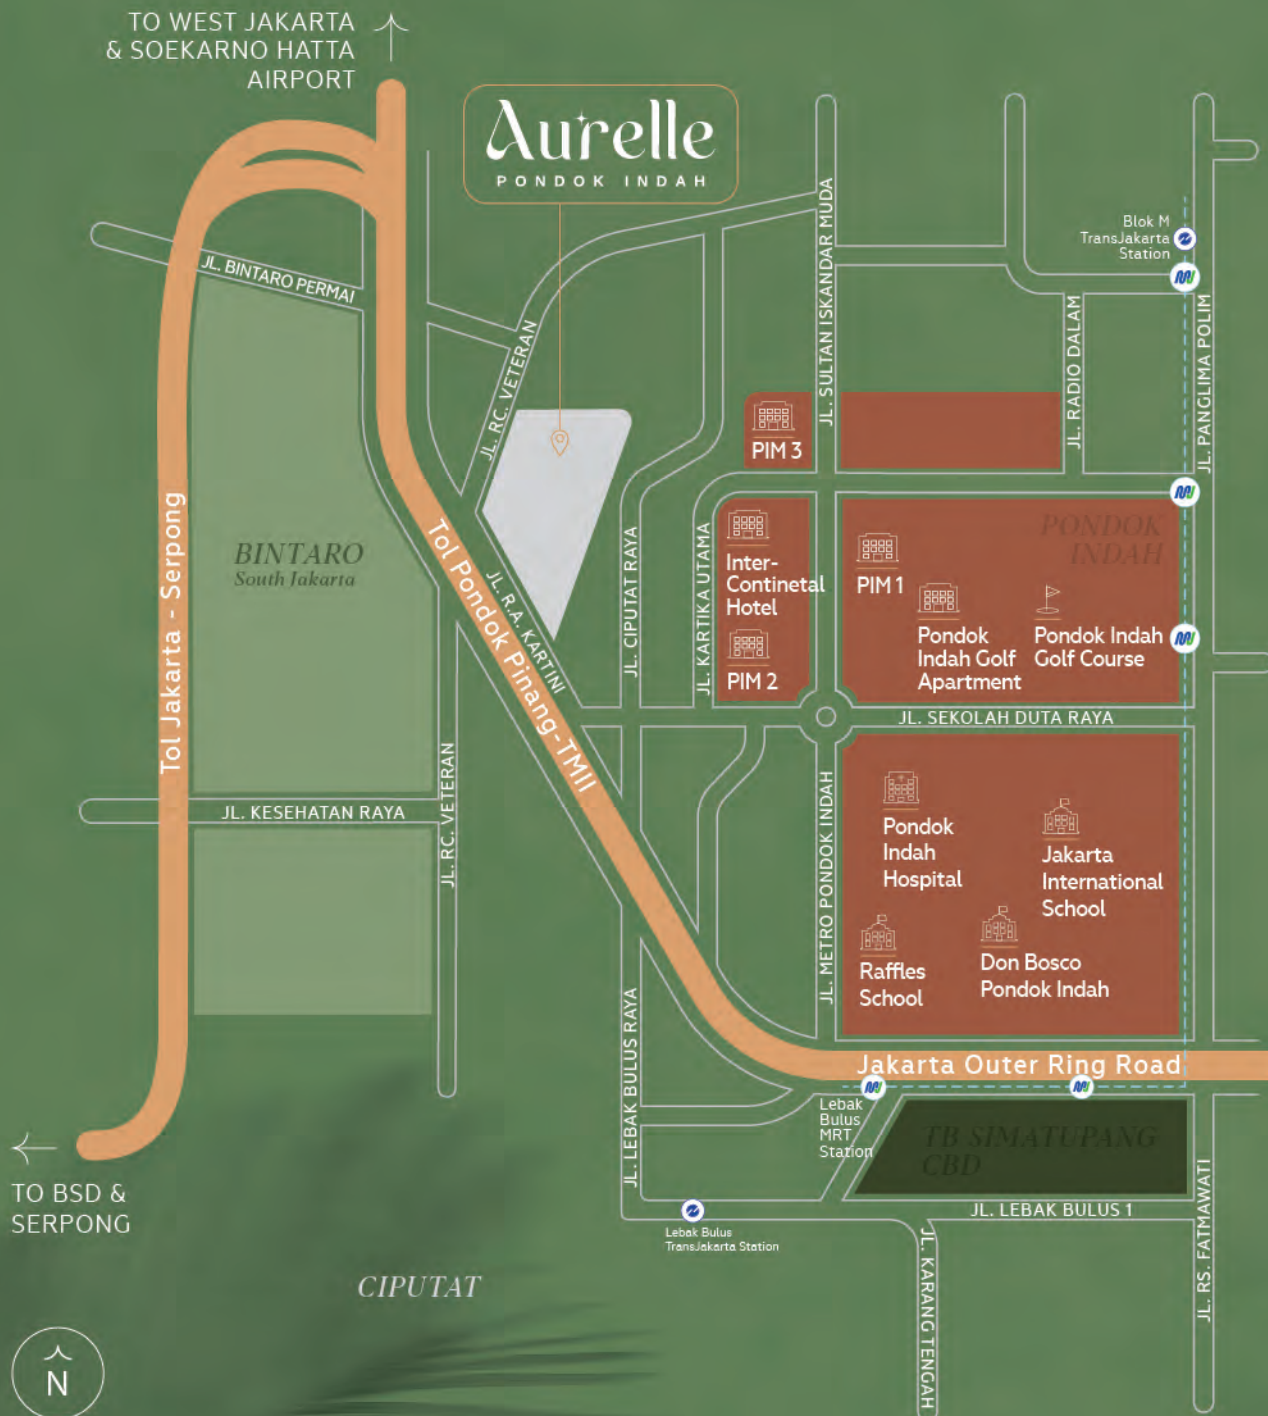 TO WEST JAKARTA
& SOEKARNO HATTA
AIRPORT
Aurelle
PONDOK INDAH
Blok M
TransJakarta
Station
JL. BINTARO PERMAI
JL. SULTAN ISKANDAR MUDA
JL. RADIO DALAM
JL. PANGLIMA POLIM
JL. RC. VETERAN
PIM 3
Tol Jakarta - Serpong
BINTARO
South Jakarta
Tol Pondok Pinang-TMII
JL. R.A. KARTINI
JL. CIPUTAT RAYA
JL. KARTIKA UTAMA
Inter-
Continetal
Hotel
PIM 2
PIM 1
PONDOK
INDAH
Pondok
Indah Golf
Apartment
Pondok Indah
Golf Course
JL. SEKOLAH DUTA RAYA
JL. KESEHATAN RAYA
JL. RC. VETERAN
JL. METRO PONDOK INDAH
Pondok
Indah
Hospital
Jakarta
International
School
Raffles
School
Don Bosco
Pondok Indah
JL. LEBAK BULUS RAYA
Jakarta Outer Ring Road
Lebak
Bulus
MRT
Station
TB SIMATUPANG
CBD
TO BSD &
SERPONG
JL. LEBAK BULUS 1
Lebak Bulus
TransJakarta Station
JL. KARANG TENGAH
JL. RS. FATMAWATI
CIPUTAT
N